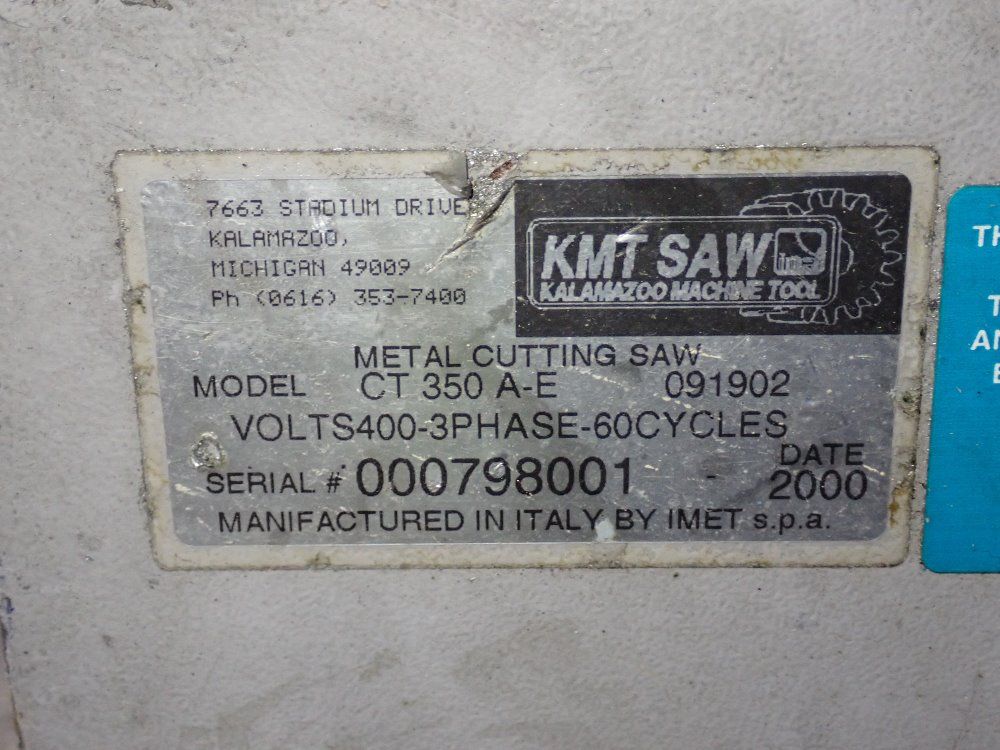 7663 STADIUM DRIVE
KALAMAZOO,
MICHIGAN 49009
Ph (0616) 353-7400
KMT SAW
KALAMAZOO MACHINE TOOL
METAL CUTTING SAW
MODEL CT 350 A-E 091902
VOLTS400-3PHASE-60CYCLES
SERIAL # 000798001 - DATE 2000
MANIFACTURED IN ITALY BY IMET s.p.a.